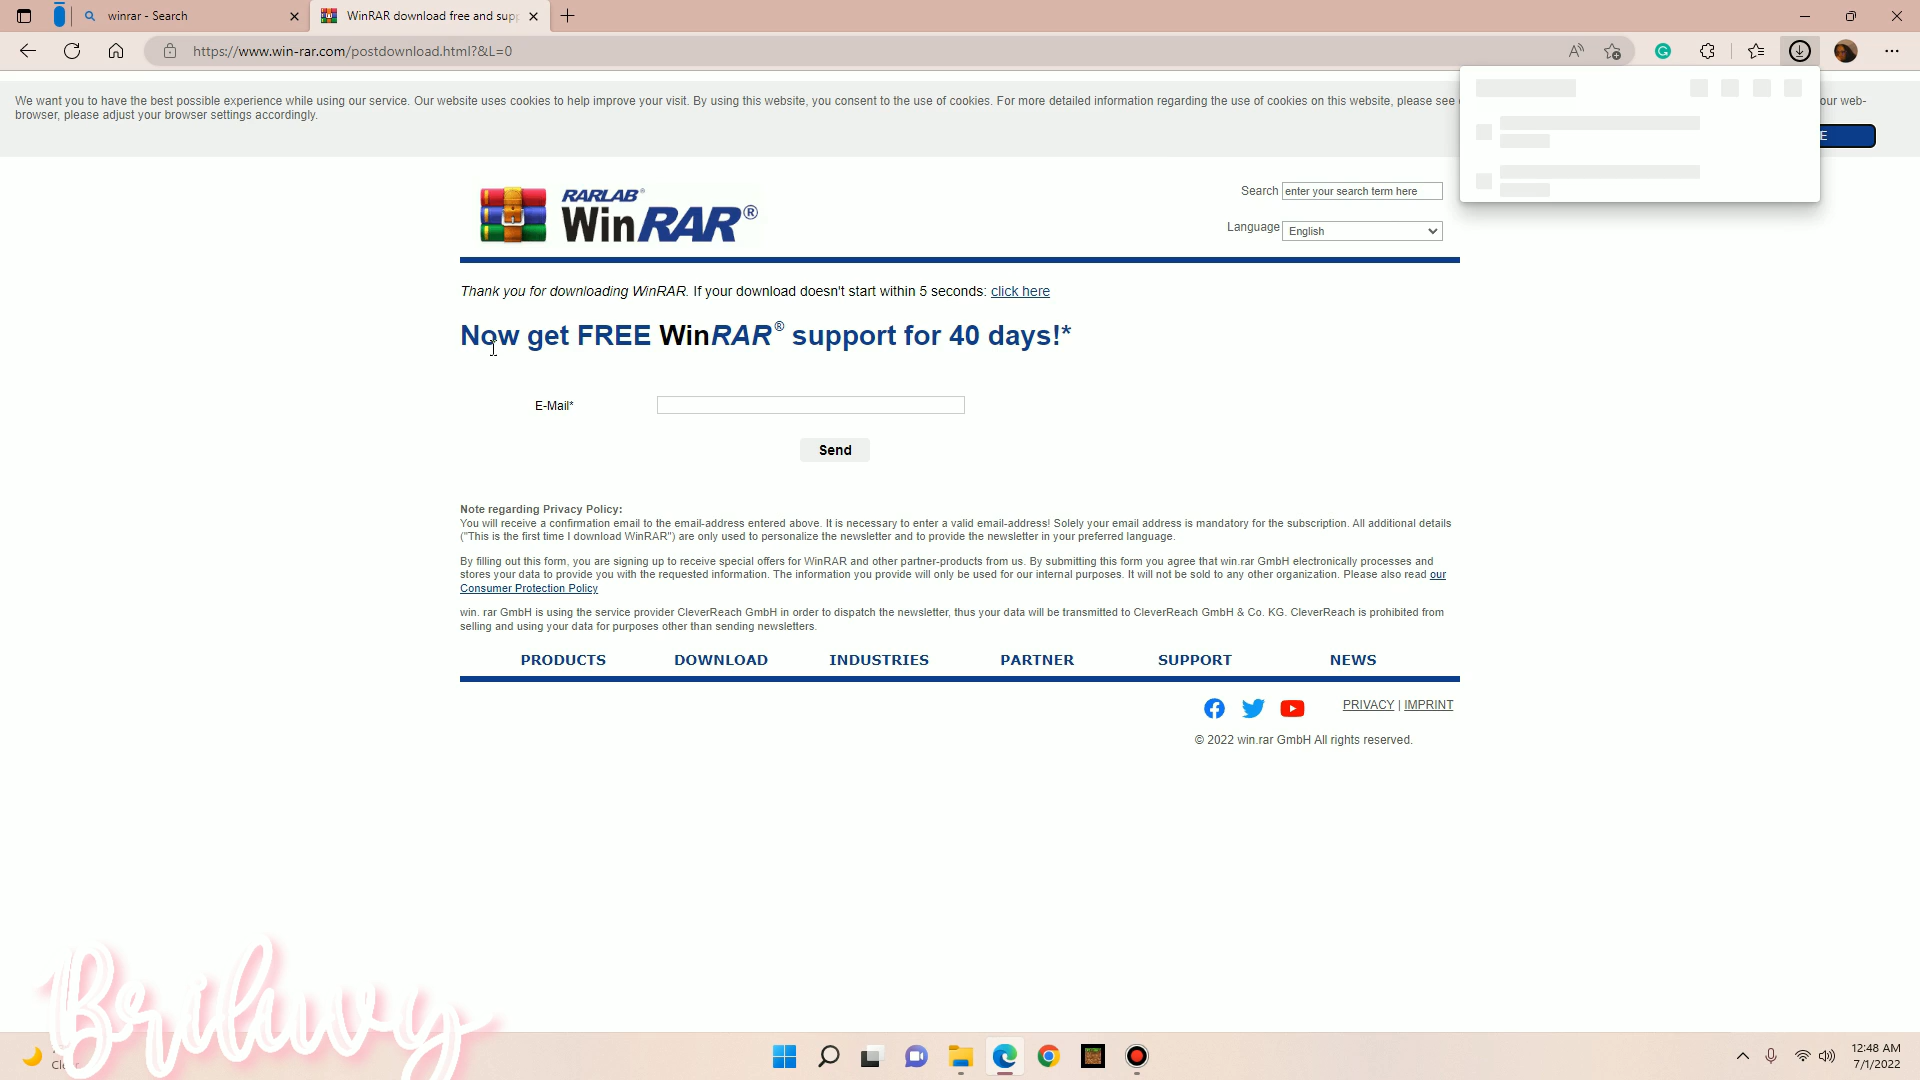 winrar - Search
WinRAR download free and supp
https://www.win-rar.com/postdownload.html?&L=0
We want you to have the best possible experience while using our service. Our website uses cookies to help improve your visit. By using this website, you consent to the use of cookies. For more detailed information regarding the use of cookies on this website, please see
our web-
browser, please adjust your browser settings accordingly.
E
RARLAB®
WinRAR®
Search enter your search term here
Language English
Thank you for downloading WinRAR. If your download doesn't start within 5 seconds: click here
Now get FREE WinRAR® support for 40 days!*
E-Mail*
Send
Note regarding Privacy Policy:
You will receive a confirmation email to the email-address entered above. It is necessary to enter a valid email-address! Solely your email address is mandatory for the subscription. All additional details
("This is the first time I download WinRAR") are only used to personalize the newsletter and to provide the newsletter in your preferred language.
By filling out this form, you are signing up to receive special offers for WinRAR and other partner-products from us. By submitting this form you agree that win.rar GmbH electronically processes and
stores your data to provide you with the requested information. The information you provide will only be used for our internal purposes. It will not be sold to any other organization. Please also read our
Consumer Protection Policy
win. rar GmbH is using the service provider CleverReach GmbH in order to dispatch the newsletter, thus your data will be transmitted to CleverReach GmbH & Co. KG. CleverReach is prohibited from
selling and using your data for purposes other than sending newsletters.
PRODUCTS DOWNLOAD INDUSTRIES PARTNER SUPPORT NEWS
PRIVACY | IMPRINT
© 2022 win.rar GmbH All rights reserved.
12:48 AM
7/1/2022